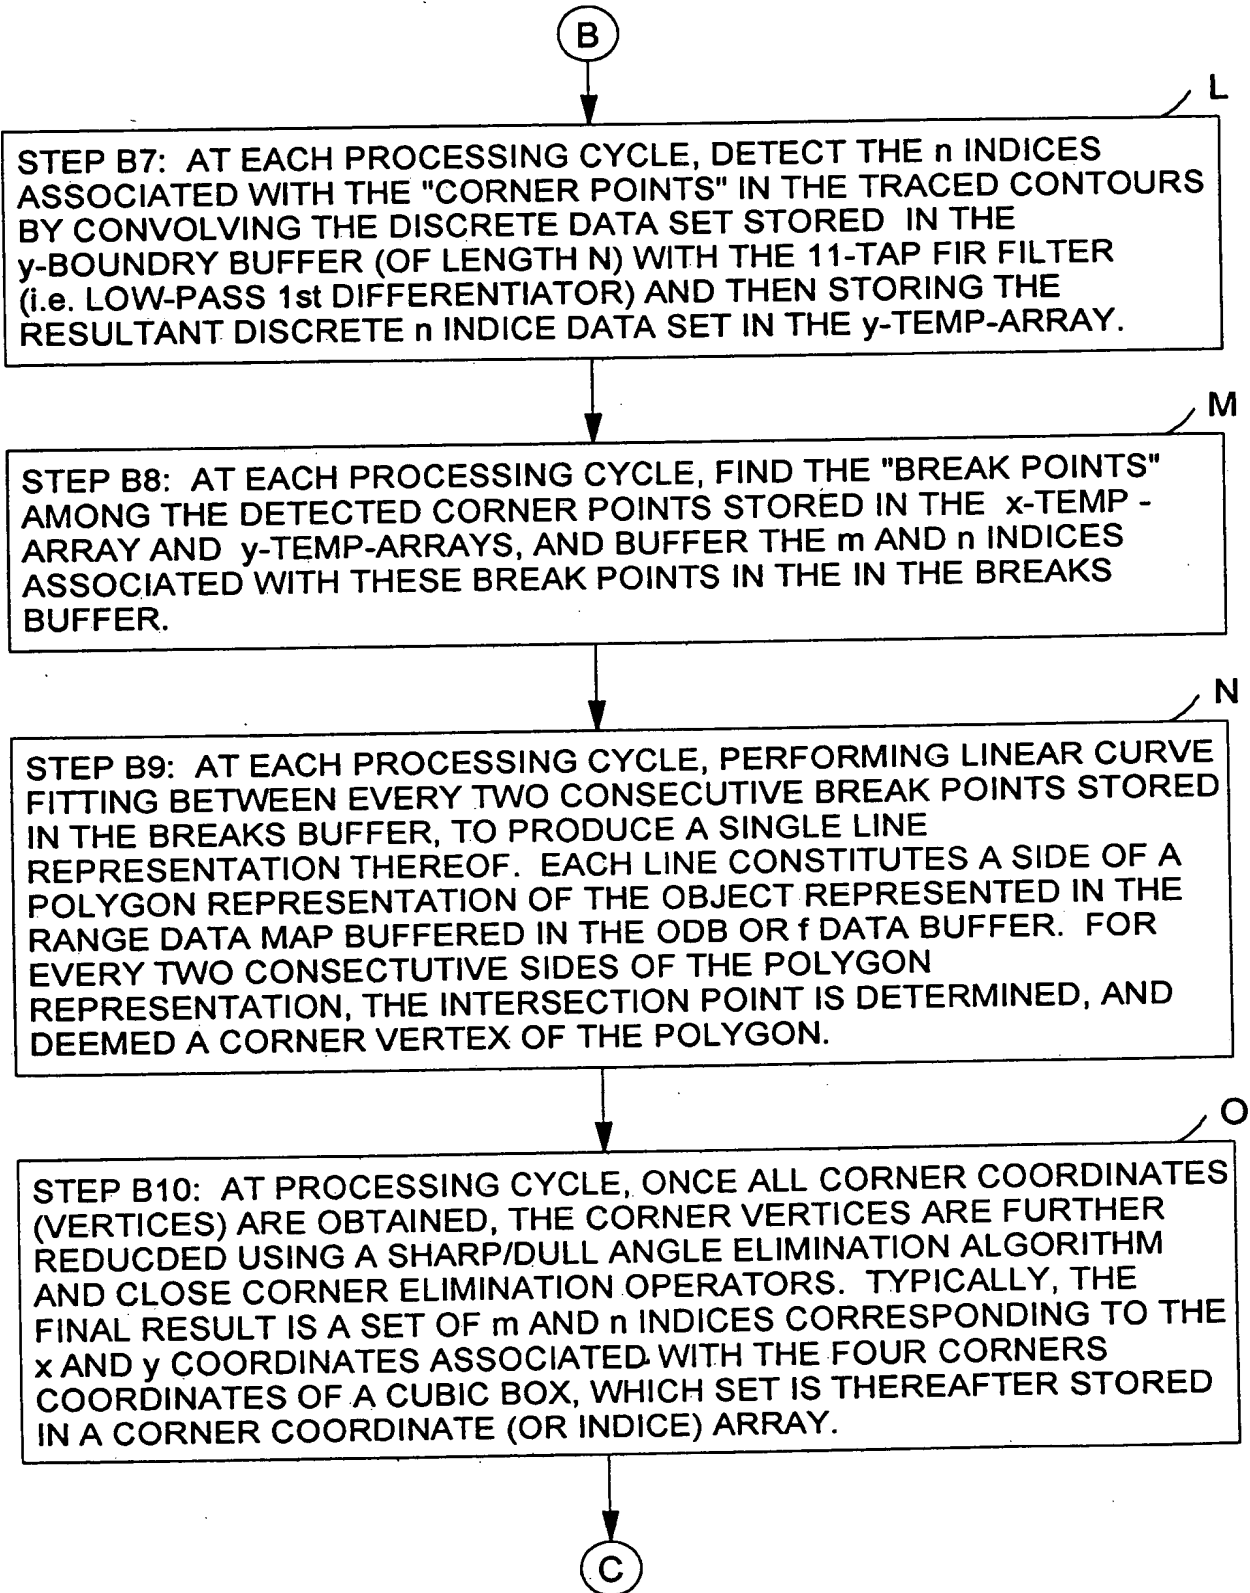 B
L
STEP B7: AT EACH PROCESSING CYCLE, DETECT THE n INDICES
ASSOCIATED WITH THE "CORNER POINTS" IN THE TRACED CONTOURS
BY CONVOLVING THE DISCRETE DATA SET STORED IN THE
y-BOUNDRY BUFFER (OF LENGTH N) WITH THE 11-TAP FIR FILTER
(i.e. LOW-PASS 1st DIFFERENTIATOR) AND THEN STORING THE
RESULTANT DISCRETE n INDICE DATA SET IN THE y-TEMP-ARRAY.
M
STEP B8: AT EACH PROCESSING CYCLE, FIND THE "BREAK POINTS"
AMONG THE DETECTED CORNER POINTS STORED IN THE x-TEMP -
ARRAY AND y-TEMP-ARRAYS, AND BUFFER THE m AND n INDICES
ASSOCIATED WITH THESE BREAK POINTS IN THE IN THE BREAKS
BUFFER.
N
STEP B9: AT EACH PROCESSING CYCLE, PERFORMING LINEAR CURVE
FITTING BETWEEN EVERY TWO CONSECUTIVE BREAK POINTS STORED
IN THE BREAKS BUFFER, TO PRODUCE A SINGLE LINE
REPRESENTATION THEREOF. EACH LINE CONSTITUTES A SIDE OF A
POLYGON REPRESENTATION OF THE OBJECT REPRESENTED IN THE
RANGE DATA MAP BUFFERED IN THE ODB OR f DATA BUFFER. FOR
EVERY TWO CONSECTUTIVE SIDES OF THE POLYGON
REPRESENTATION, THE INTERSECTION POINT IS DETERMINED, AND
DEEMED A CORNER VERTEX OF THE POLYGON.
O
STEP B10: AT PROCESSING CYCLE, ONCE ALL CORNER COORDINATES
(VERTICES) ARE OBTAINED, THE CORNER VERTICES ARE FURTHER
REDUCDED USING A SHARP/DULL ANGLE ELIMINATION ALGORITHM
AND CLOSE CORNER ELIMINATION OPERATORS. TYPICALLY, THE
FINAL RESULT IS A SET OF m AND n INDICES CORRESPONDING TO THE
x AND y COORDINATES ASSOCIATED WITH THE FOUR CORNERS
COORDINATES OF A CUBIC BOX, WHICH SET IS THEREAFTER STORED
IN A CORNER COORDINATE (OR INDICE) ARRAY.
C